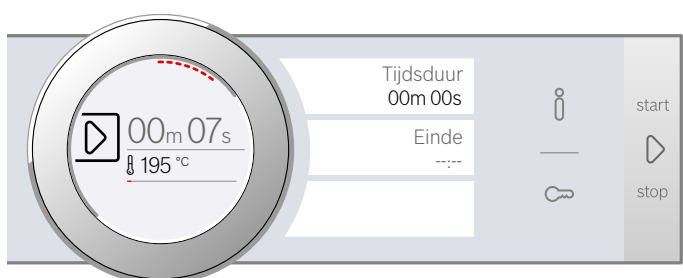 00m 07s
195 °C
Tijdsduur
00m 00s
Einde
--:--
start
stop